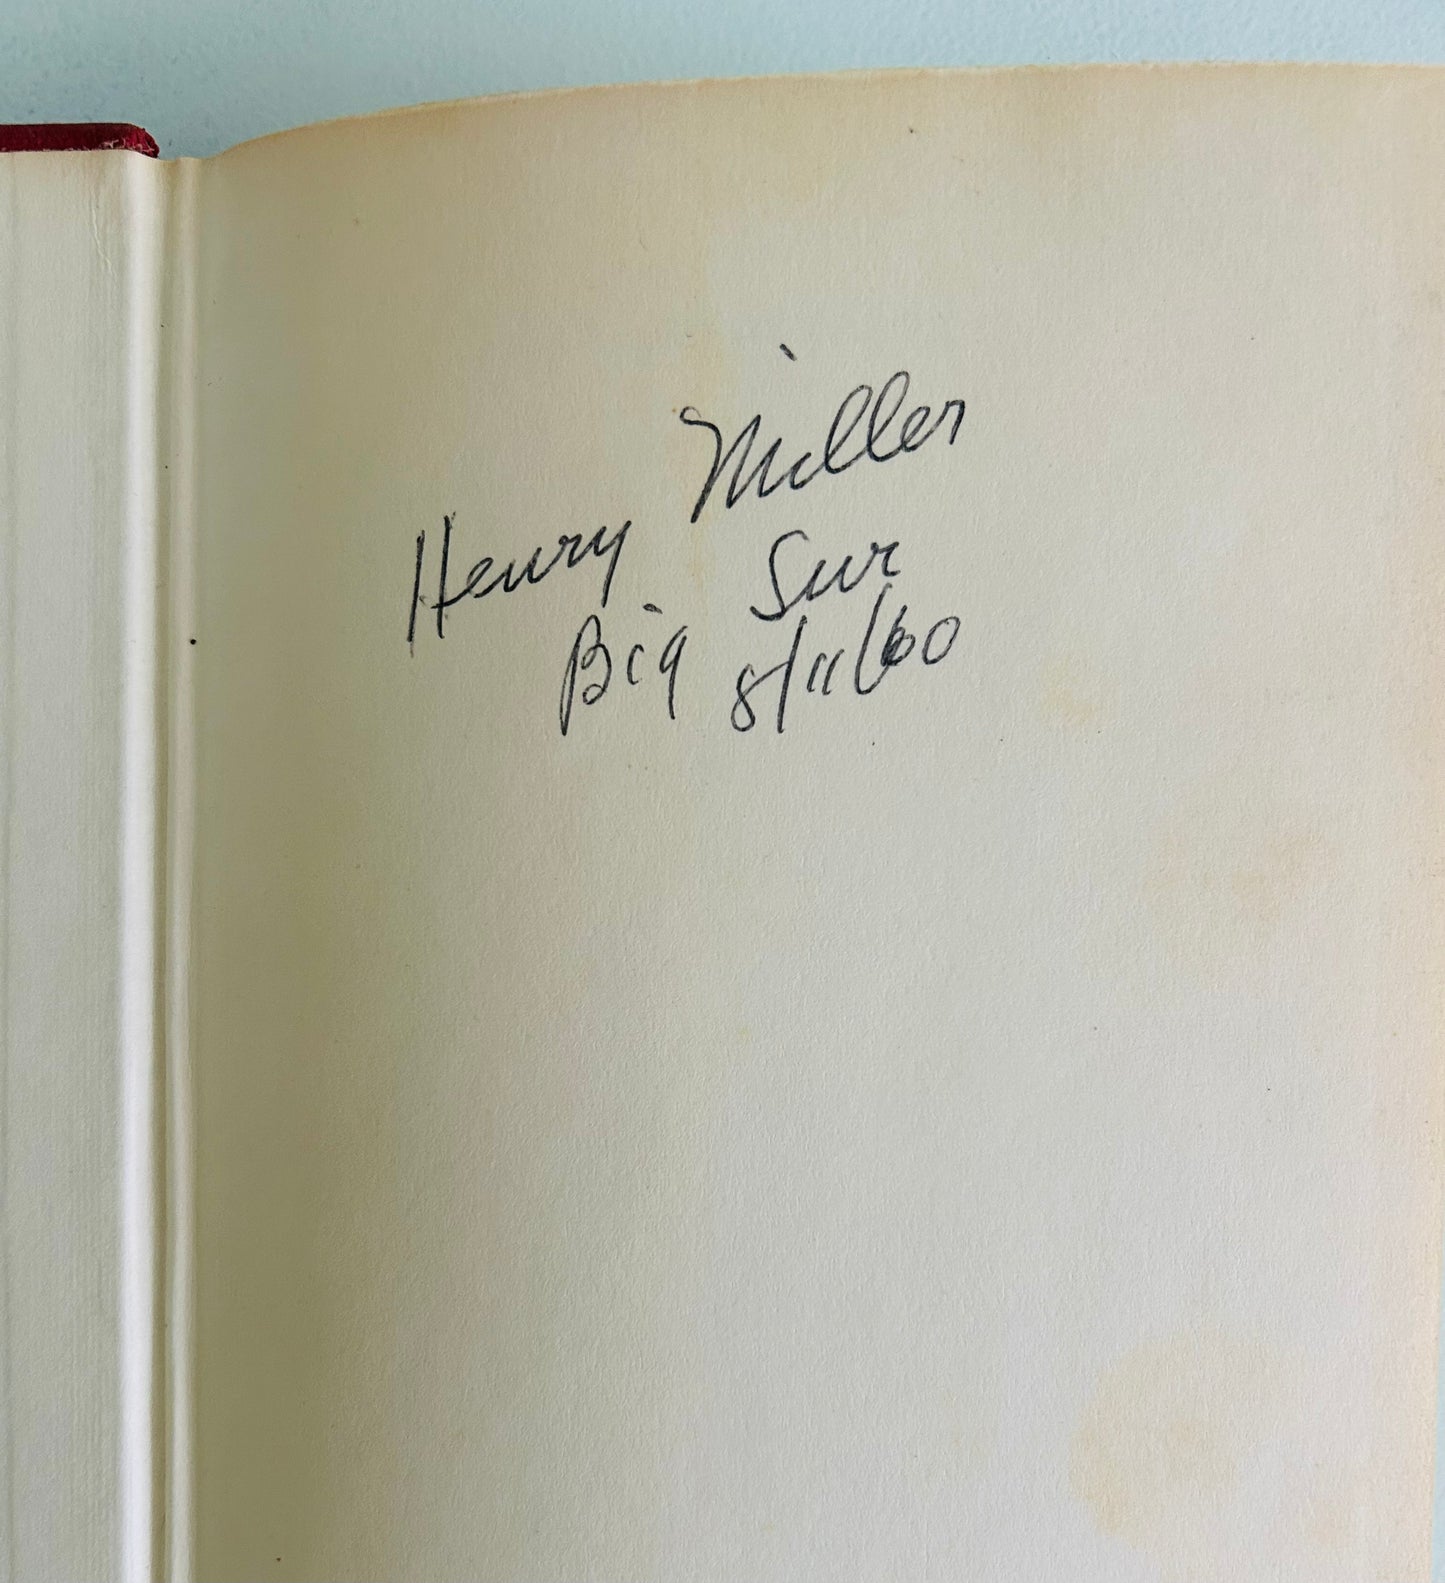 Henry Miller
Big Sur
8/11/60